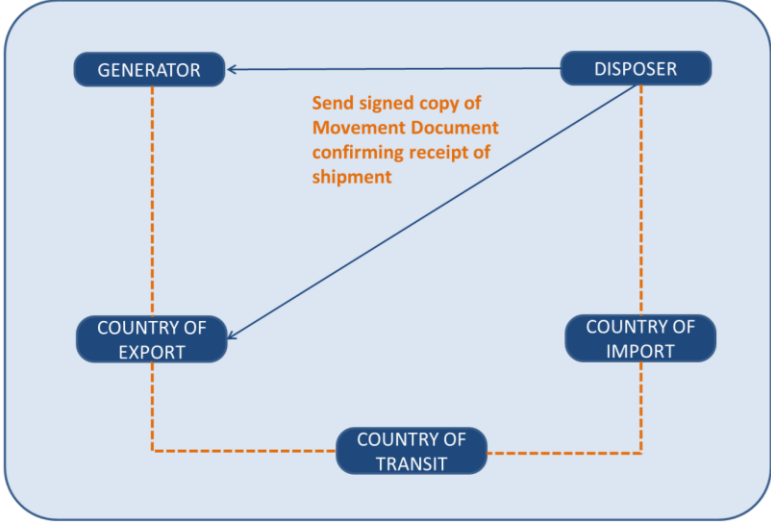 GENERATOR
DISPOSER
Send signed copy of
Movement Document
confirming receipt of
shipment
COUNTRY OF
EXPORT
COUNTRY OF
IMPORT
COUNTRY OF
TRANSIT